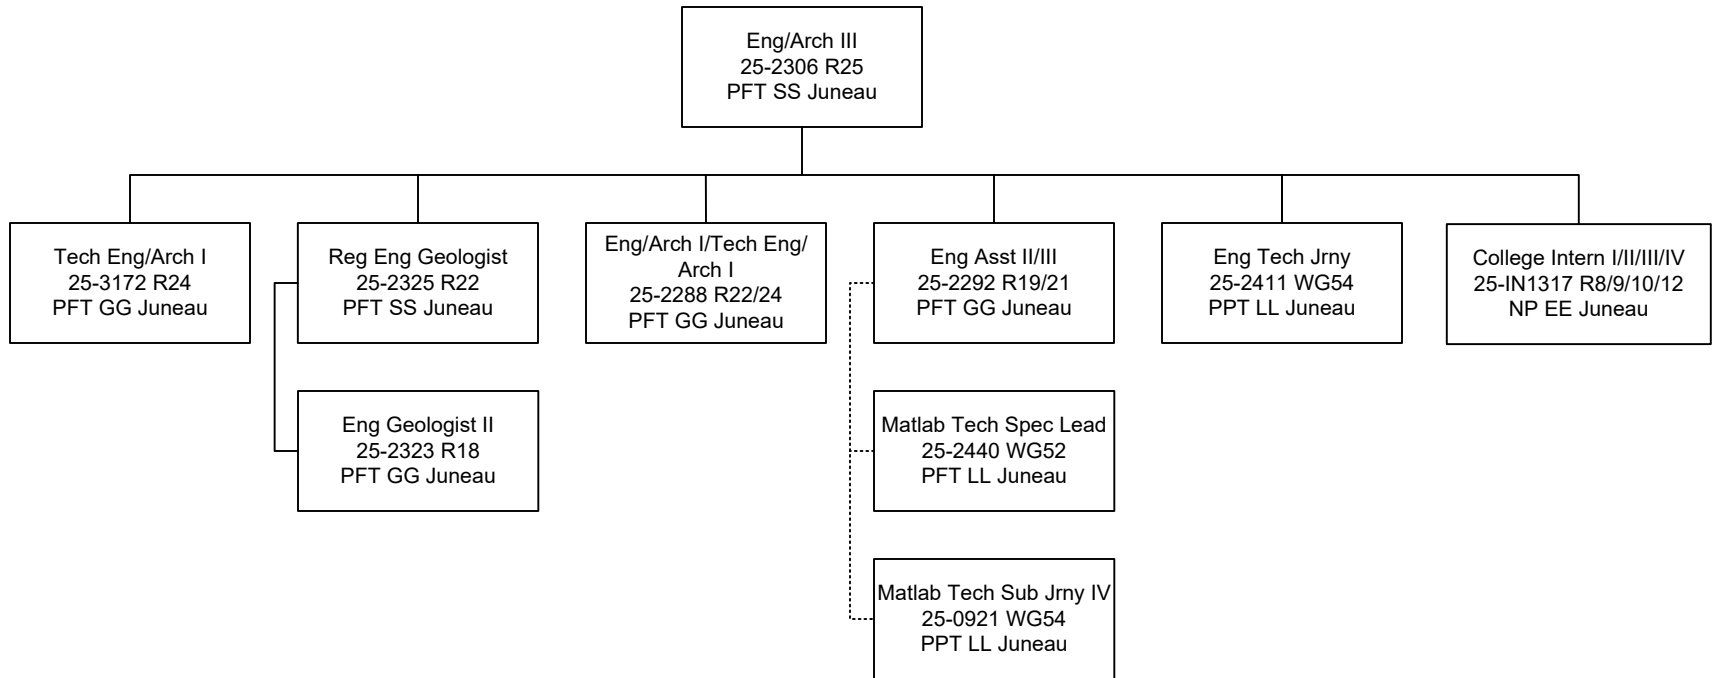 Eng/Arch III
25-2306 R25
PFT SS Juneau
Tech Eng/Arch I
25-3172 R24
PFT GG Juneau
Reg Eng Geologist
25-2325 R22
PFT SS Juneau
Eng/Arch I/Tech Eng/
Arch I
25-2288 R22/24
PFT GG Juneau
Eng Asst II/III
25-2292 R19/21
PFT GG Juneau
Eng Tech Jrny
25-2411 WG54
PPT LL Juneau
College Intern I/II/III/IV
25-IN1317 R8/9/10/12
NP EE Juneau
Eng Geologist II
25-2323 R18
PFT GG Juneau
Matlab Tech Spec Lead
25-2440 WG52
PFT LL Juneau
Matlab Tech Sub Jrny IV
25-0921 WG54
PPT LL Juneau